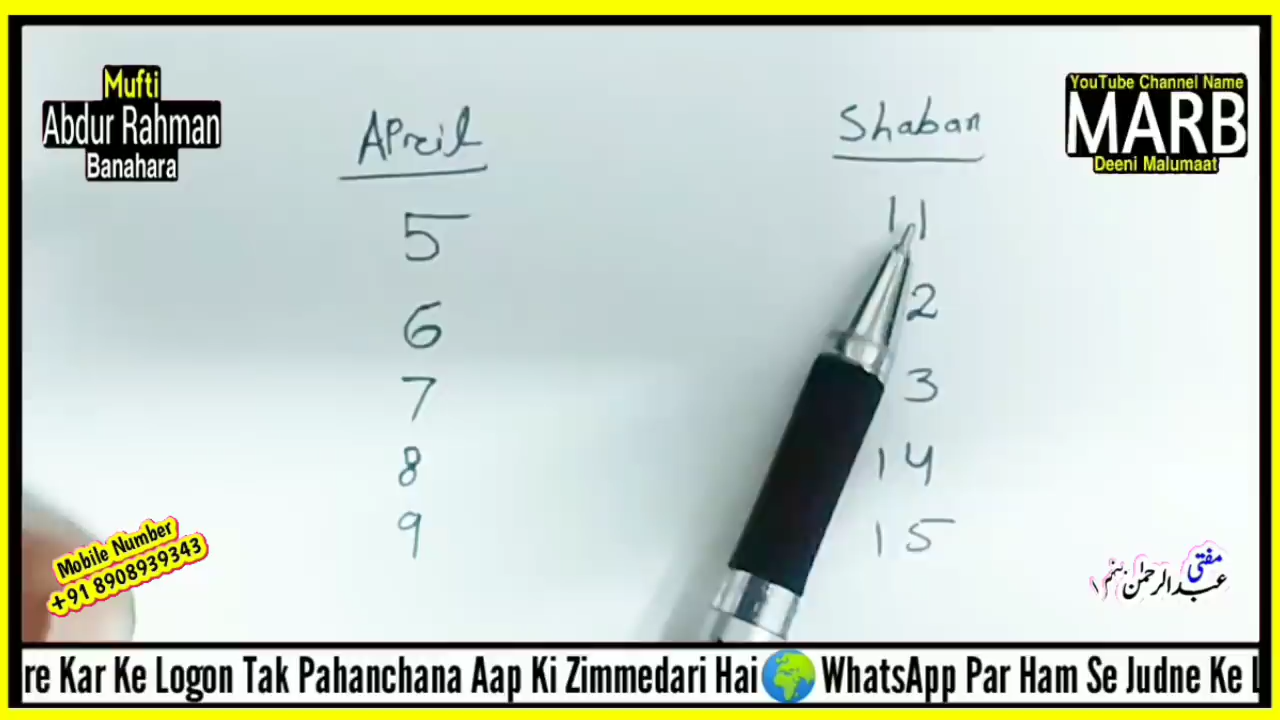 Mufti
Abdur Rahman
Banahara
YouTube Channel Name
MARB
Deeni Malumaat
April Shaban
5 11
6 2
7 3
8 14
9 15
Mobile Number
+91 8908939343
مفتی
عبدالرحمٰن
re Kar Ke Logon Tak Pahanchana Aap Ki Zimmedari Hai WhatsApp Par Ham Se Judne Ke L